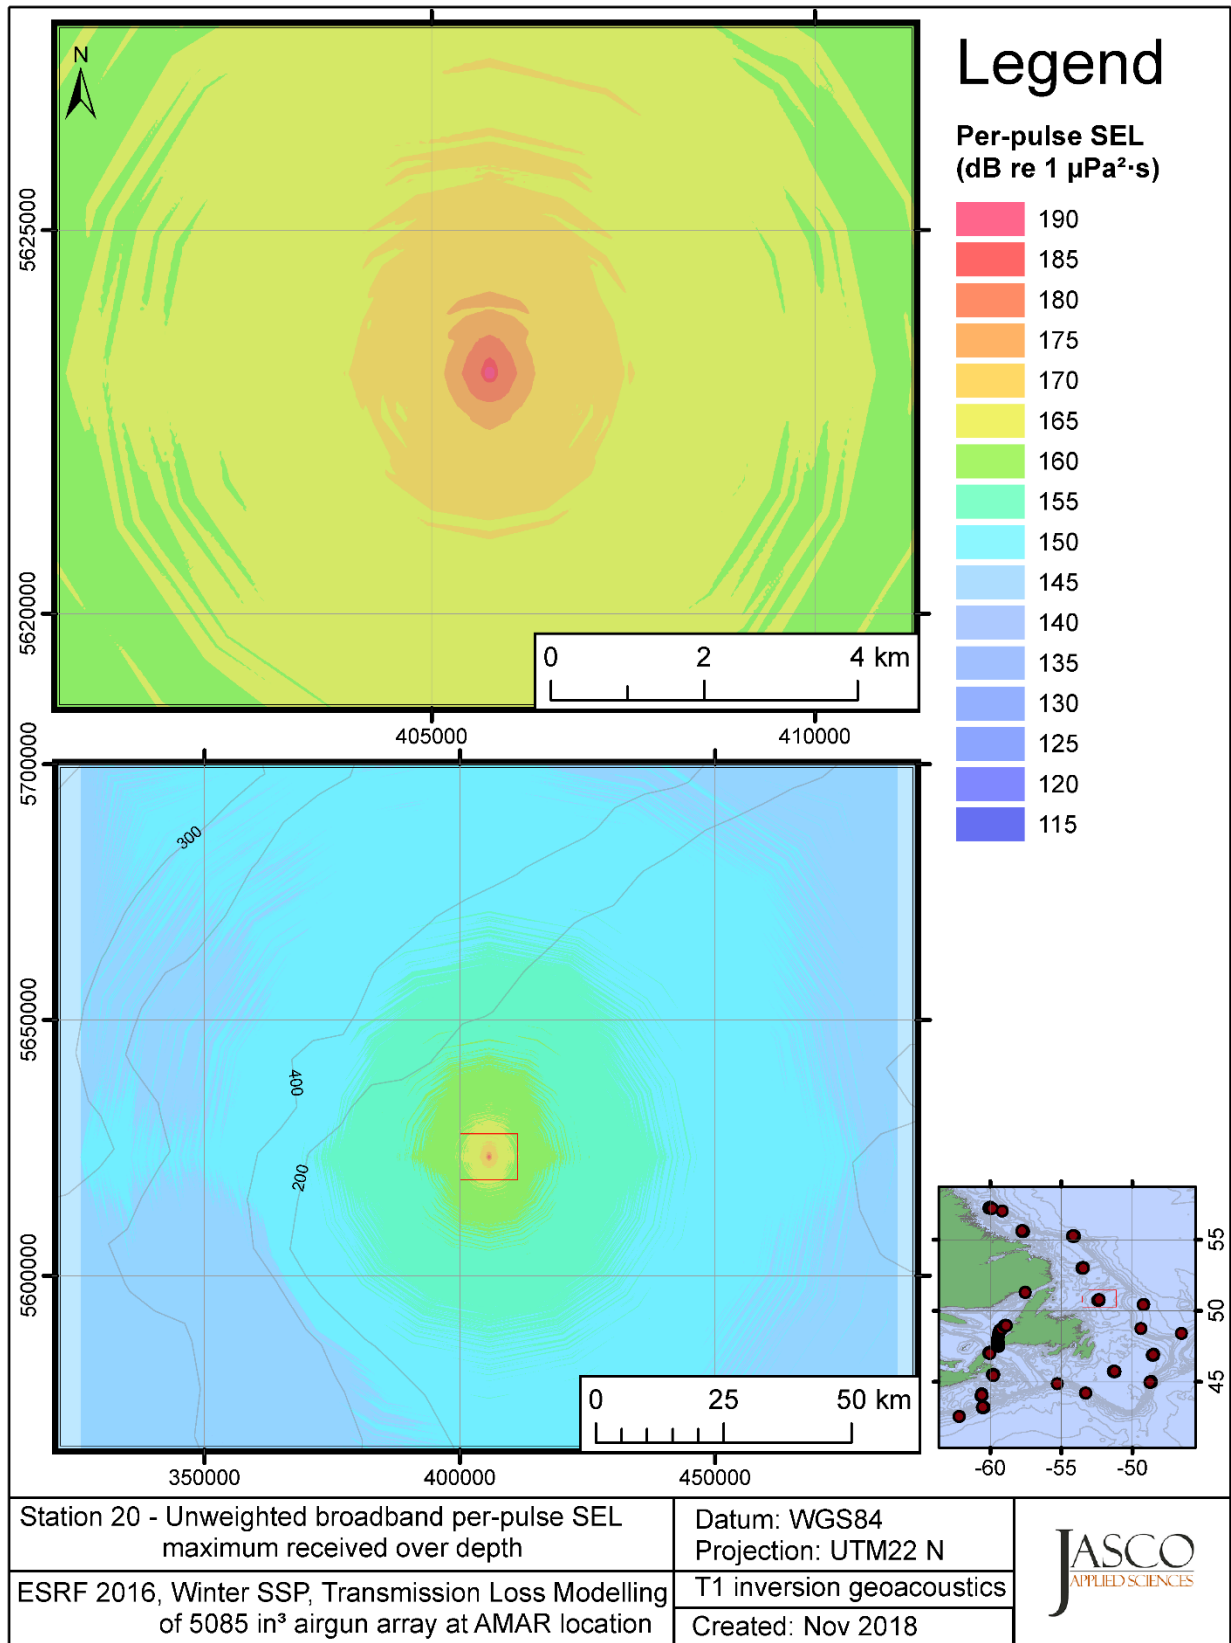 N
5625000
5620000
0 2 4 km
405000 410000
Legend
Per-pulse SEL
(dB re 1 µPa²·s)
190
185
180
175
170
165
160
155
150
145
140
135
130
125
120
115
5700000
5650000
5600000
300
400
200
0 25 50 km
350000 400000 450000
55
50
45
-60 -55 -50
Station 20 - Unweighted broadband per-pulse SEL
maximum received over depth
ESRF 2016, Winter SSP, Transmission Loss Modelling
of 5085 in³ airgun array at AMAR location
Datum: WGS84
Projection: UTM22 N
T1 inversion geoacoustics
Created: Nov 2018
JASCO
APPLIED SCIENCES